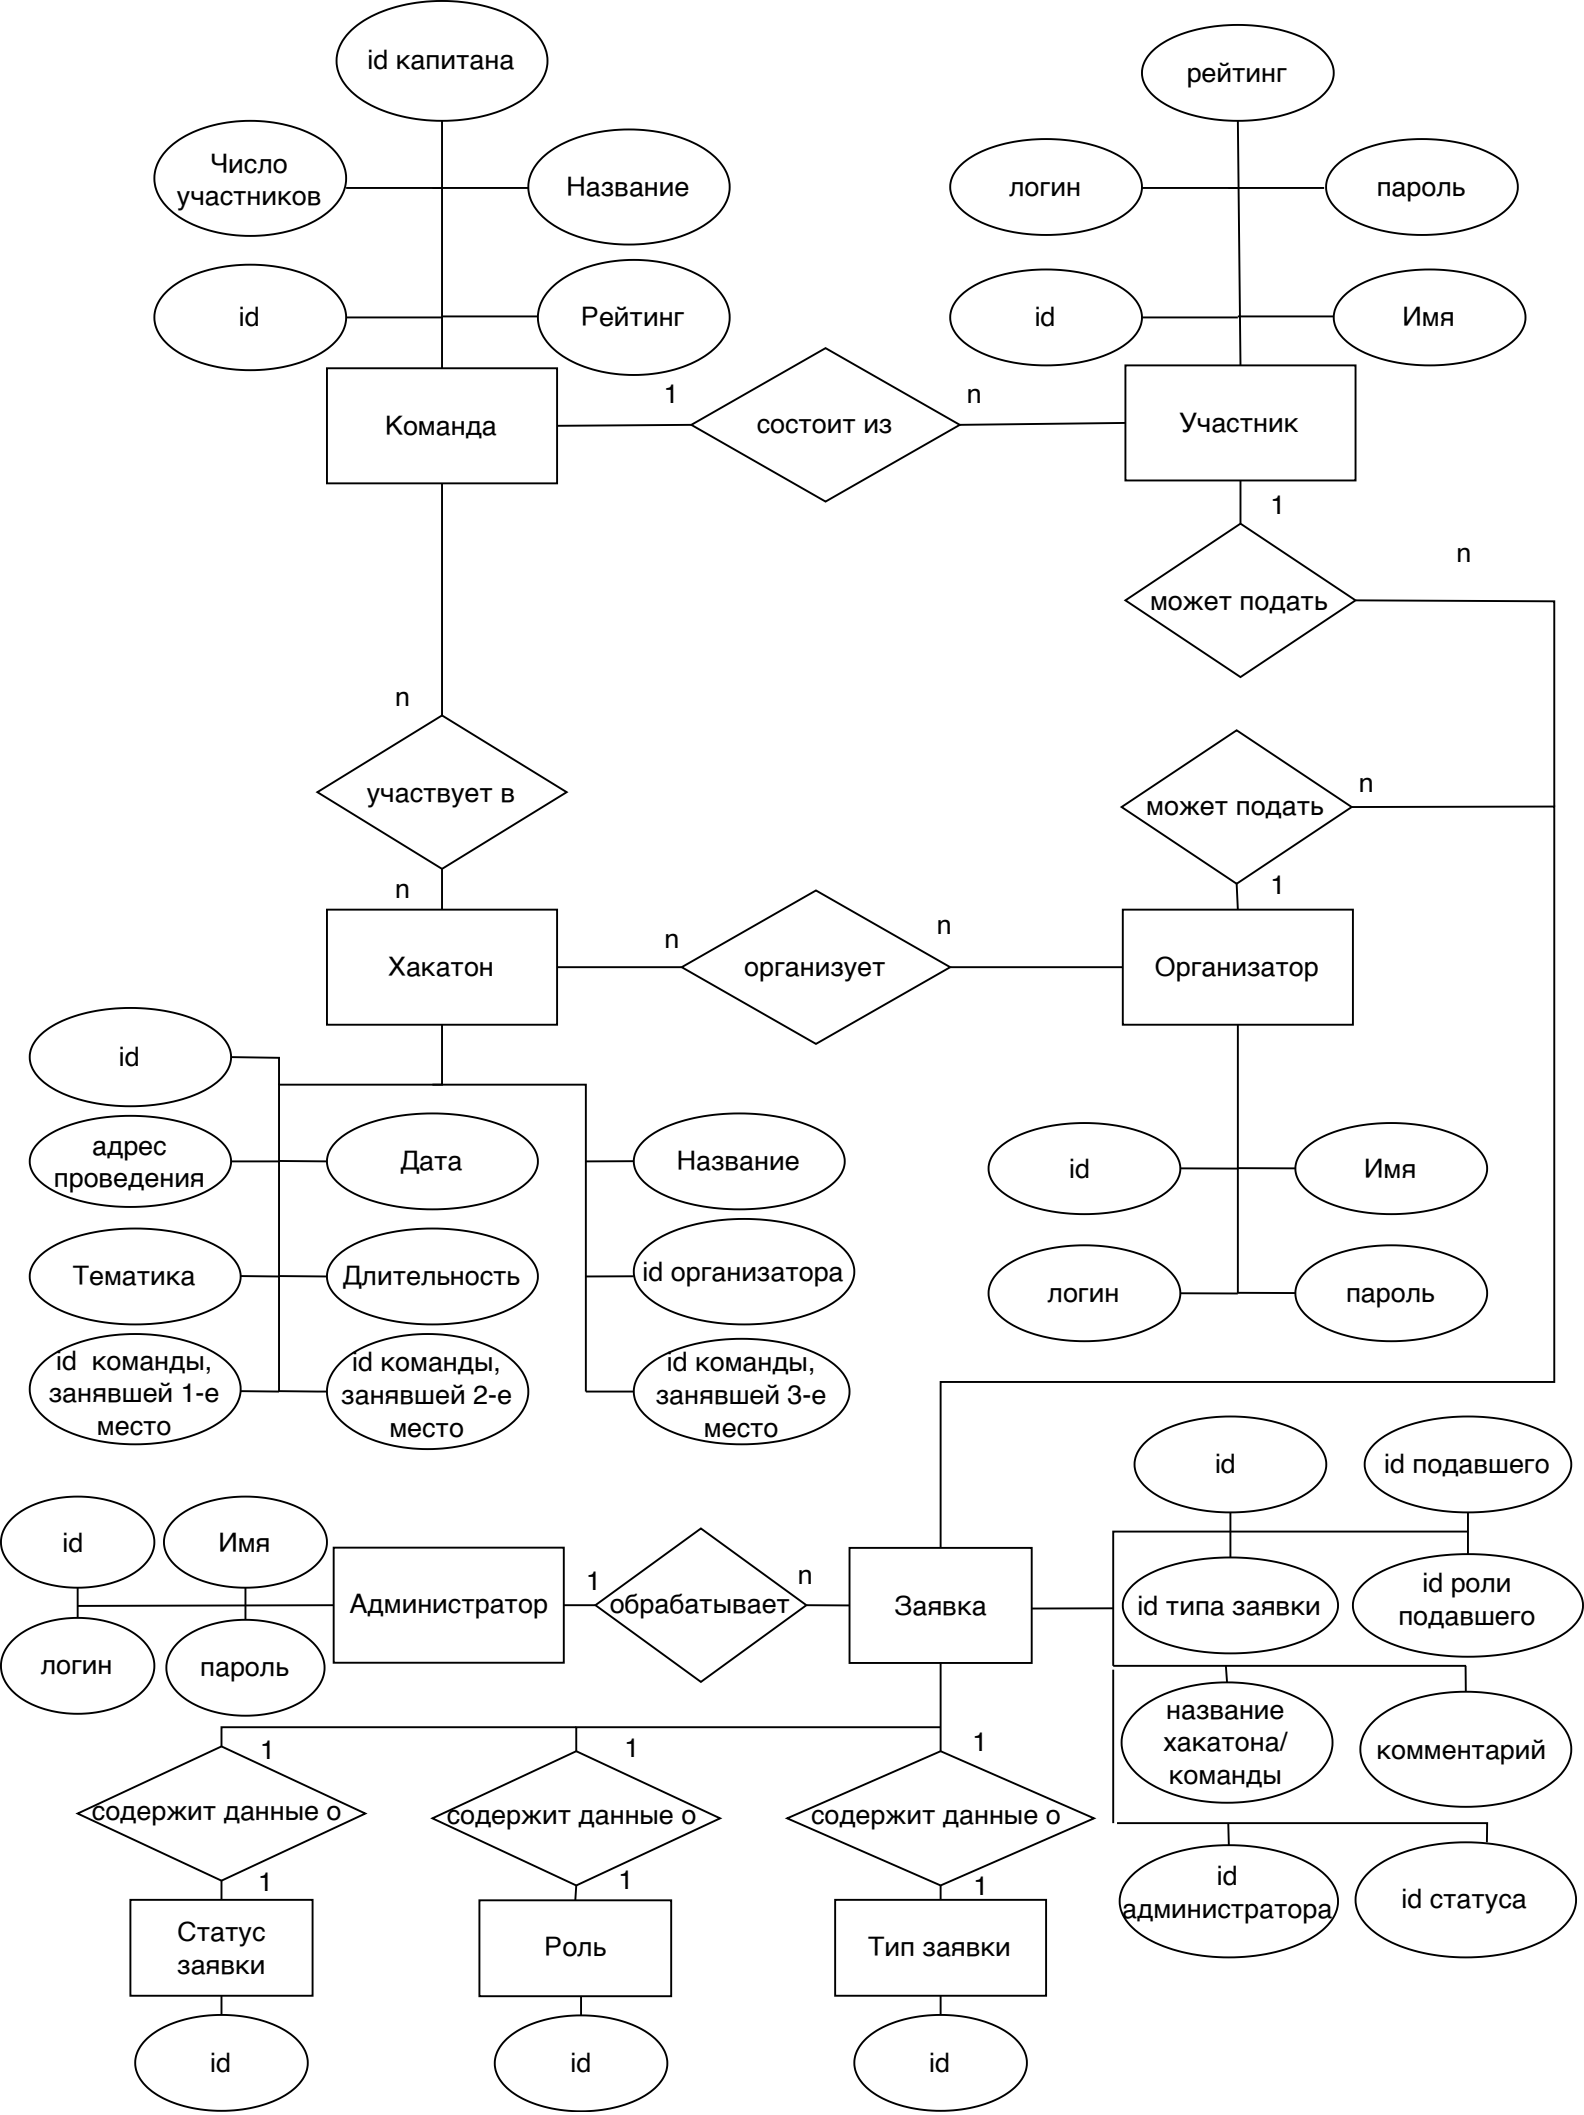 id капитана
рейтинг
Число
участников
Название
логин
пароль
id
Рейтинг
id
Имя
Команда
1
состоит из
n
Участник
1
n
может подать
n
участвует в
n
может подать
n
1
Хакатон
n
организует
n
Организатор
id
адрес
проведения
Дата
Название
id
Имя
Тематика
Длительность
id организатора
логин
пароль
id  команды,
занявшей 1-е
место
id команды,
занявшей 2-е
место
id команды,
занявшей 3-е
место
id
id подавшего
id
Имя
Администратор
1
обрабатывает
n
Заявка
id типа заявки
id роли
подавшего
логин
пароль
название
хакатона/
команды
комментарий
1
1
1
содержит данные о
содержит данные о
содержит данные о
1
1
1
id
администратора
id статуса
Статус
заявки
Роль
Тип заявки
id
id
id